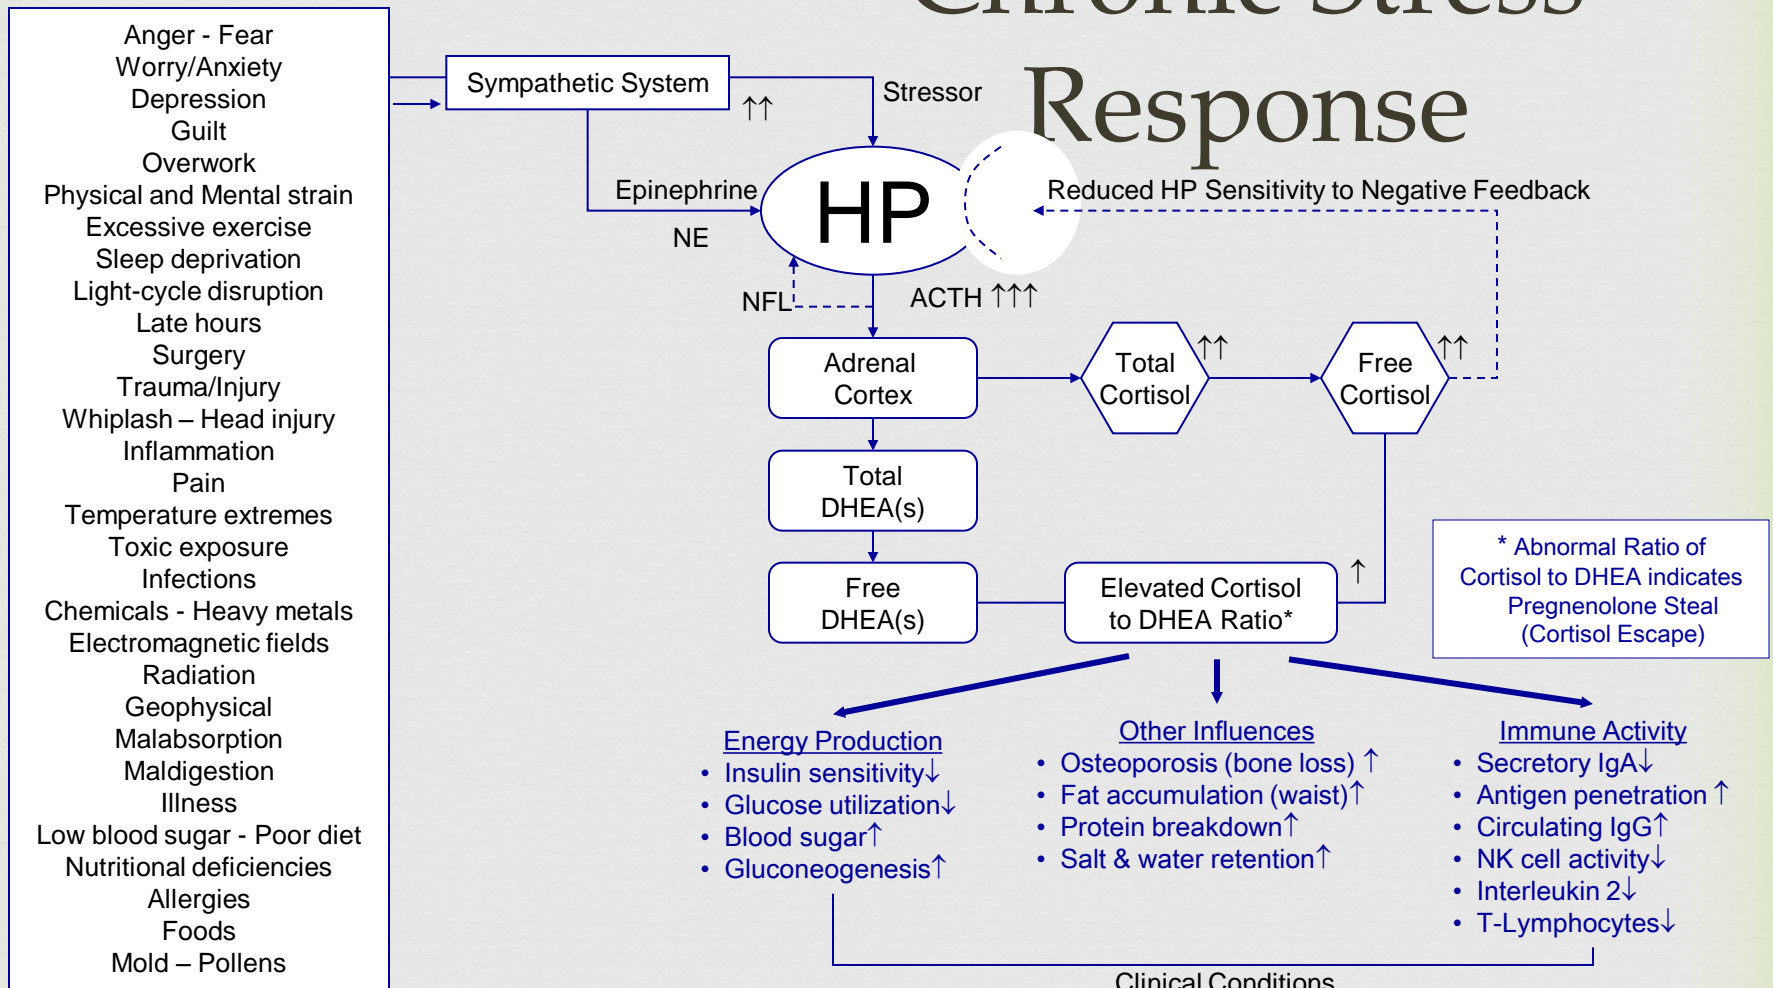 Chronic Stress
Response
Anger - Fear
Worry/Anxiety
Depression
Guilt
Overwork
Physical and Mental strain
Excessive exercise
Sleep deprivation
Light-cycle disruption
Late hours
Surgery
Trauma/Injury
Whiplash – Head injury
Inflammation
Pain
Temperature extremes
Toxic exposure
Infections
Chemicals - Heavy metals
Electromagnetic fields
Radiation
Geophysical
Malabsorption
Maldigestion
Illness
Low blood sugar - Poor diet
Nutritional deficiencies
Allergies
Foods
Mold – Pollens
Sympathetic System
↑↑
Stressor
Epinephrine
NE
HP
Reduced HP Sensitivity to Negative Feedback
NFL
ACTH ↑↑↑
Adrenal
Cortex
Total
Cortisol
↑↑
Free
Cortisol
↑↑
Total
DHEA(s)
Free
DHEA(s)
Elevated Cortisol
to DHEA Ratio*
↑
* Abnormal Ratio of
Cortisol to DHEA indicates
Pregnenolone Steal
(Cortisol Escape)
Energy Production
• Insulin sensitivity↓
• Glucose utilization↓
• Blood sugar↑
• Gluconeogenesis↑
Other Influences
• Osteoporosis (bone loss) ↑
• Fat accumulation (waist)↑
• Protein breakdown↑
• Salt & water retention↑
Immune Activity
• Secretory IgA↓
• Antigen penetration ↑
• Circulating IgG↑
• NK cell activity↓
• Interleukin 2↓
• T-Lymphocytes↓
Clinical Conditions